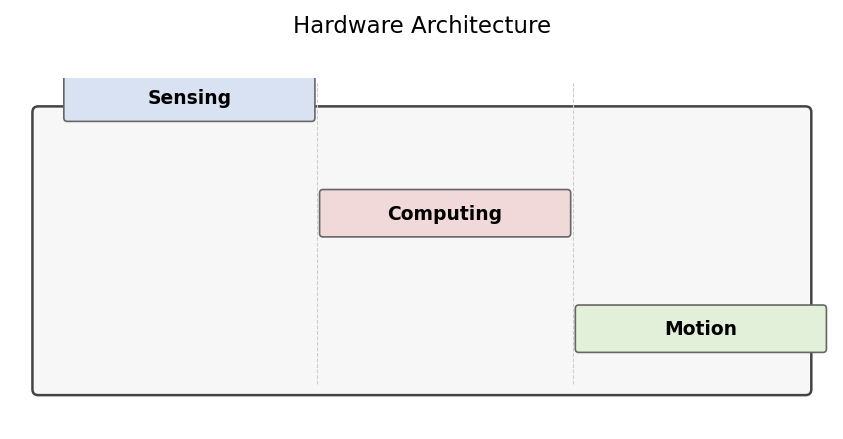 Hardware Architecture
Sensing
Computing
Motion